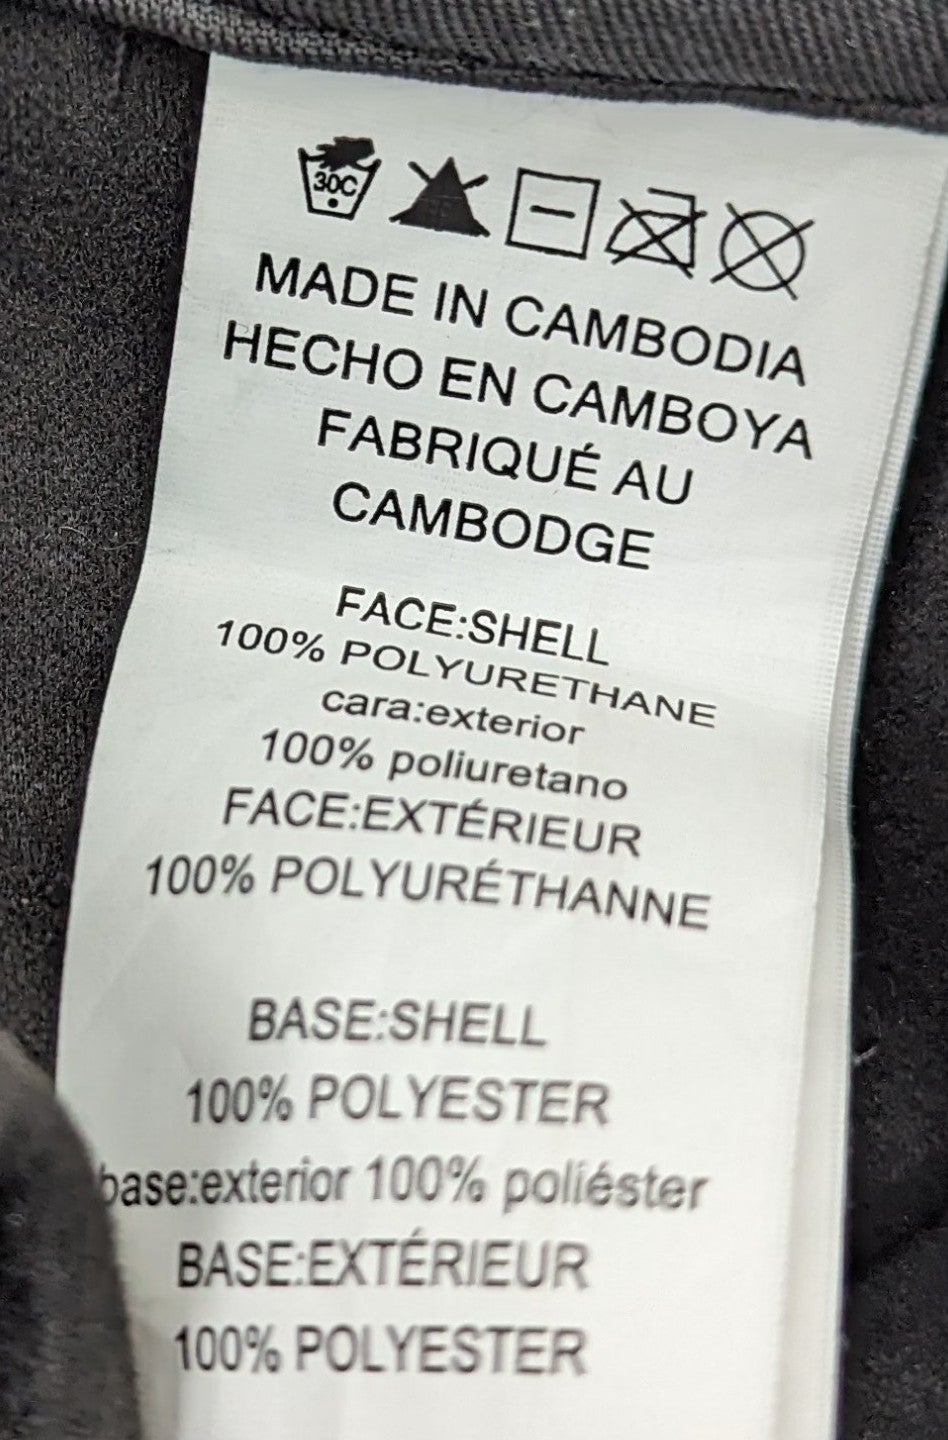 30C
MADE IN CAMBODIA
HECHO EN CAMBOYA
FABRIQUÉ AU
CAMBODGE
FACE:SHELL
100% POLYURETHANE
cara:exterior
100% poliuretano
FACE:EXTÉRIEUR
100% POLYURÉTHANNE
BASE:SHELL
100% POLYESTER
base:exterior 100% poliéster
BASE:EXTÉRIEUR
100% POLYESTER